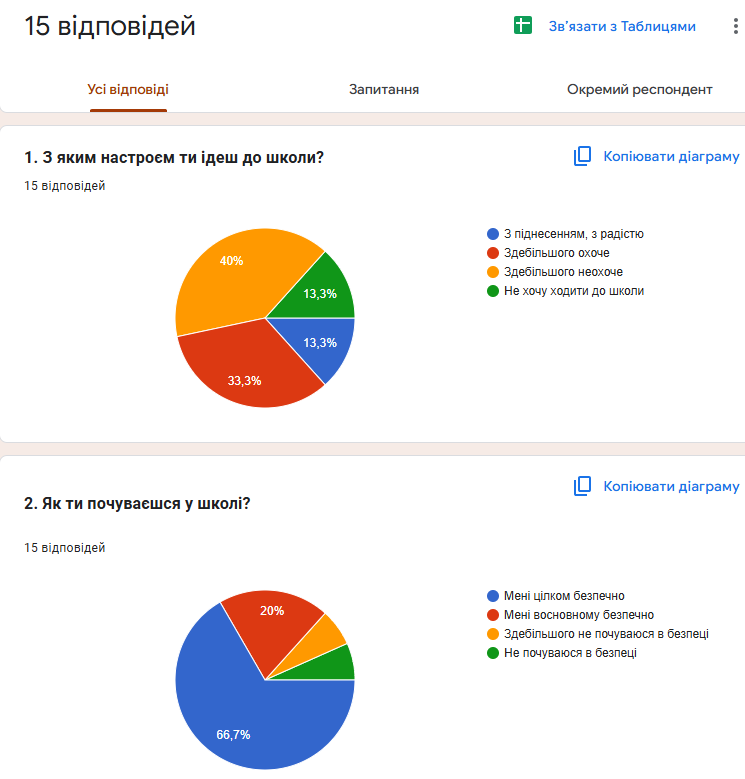 15 відповідей
Зв’язати з Таблицями
Усі відповіді
Запитання
Окремий респондент
1. З яким настроєм ти ідеш до школи?
Копіювати діаграму
15 відповідей
З піднесенням, з радістю
Здебільшого охоче
Здебільшого неохоче
Не хочу ходити до школи
40%
13,3%
13,3%
33,3%
Копіювати діаграму
2. Як ти почуваєшся у школі?
15 відповідей
Мені цілком безпечно
Мені восновному безпечно
Здебільшого не почуваюся в безпеці
Не почуваюся в безпеці
20%
66,7%